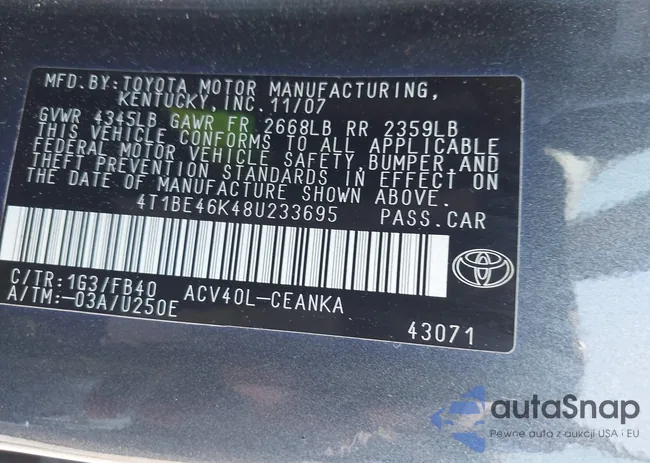 MFD.BY:TOYOTA MOTOR MANUFACTURING,
KENTUCKY,INC.11/07
GVWR 4345LB GAWR FR 2668LB RR 2359LB
THIS VEHICLE CONFORMS TO ALL APPLICABLE
FEDERAL MOTOR VEHICLE SAFETY,BUMPER,AND
THEFT PREVENTION STANDARDS IN EFFECT ON
THE DATE OF MANUFACTURE SHOWN ABOVE.
4T1BE46K48U233695 PASS.CAR
C/TR:1G3/FB40 ACV40L-CEANKA
A/TM:-03A/U250E
43071
autaSnap
Pewne auta z aukcji USA i EU